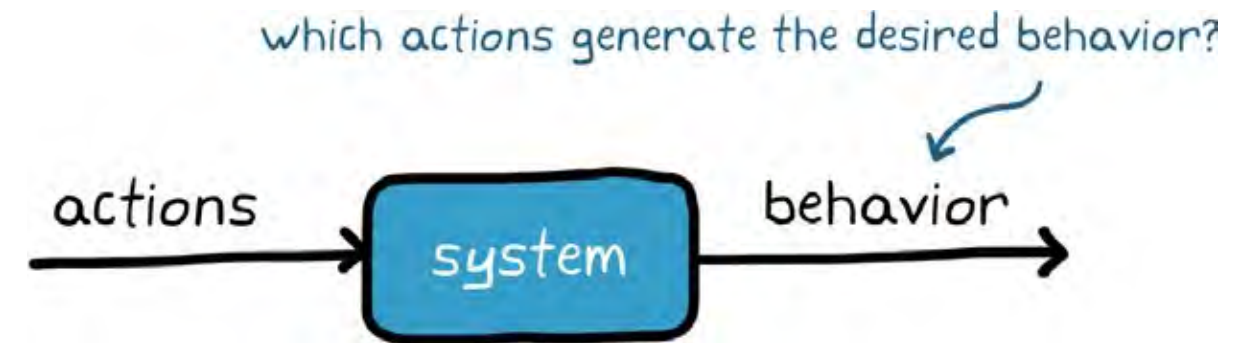 which actions generate the desired behavior?
actions
system
behavior